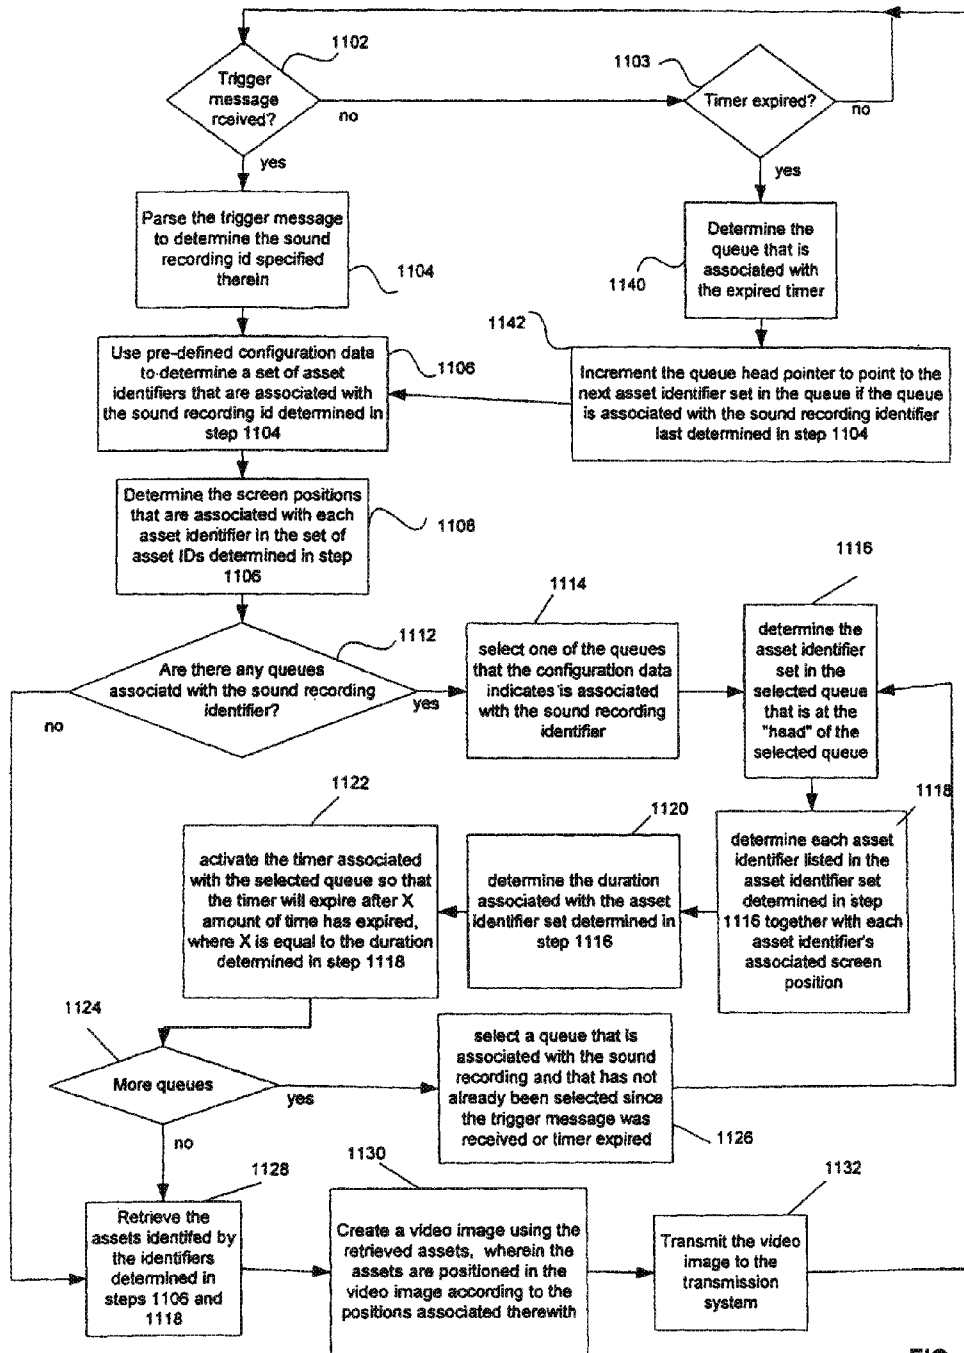 1102
Trigger
message
rceived?
no
yes
1103
Timer expired?
no
yes
Parse the trigger message
to determine the sound
recording id specified
therein
1104
Determine the
queue that is
associated with
the expired timer
1140
1142
Use pre-defined configuration data
to determine a set of asset
identifiers that are associated with
the sound recording id determined in
step 1104
1106
Increment the queue head pointer to point to the
next asset identifier set in the queue if the queue
is associated with the sound recording identifier
last determined in step 1104
Determine the screen positions
that are associated with each
asset identifier in the set of
asset IDs determined in step
1106
1108
1112
Are there any queues
associatd with the sound recording
identifier?
no
yes
1114
select one of the queues
that the configuration data
indicates is associated
with the sound recording
identifier
1116
determine the
asset identifier
set in the
selected queue
that is at the
"head" of the
selected queue
1118
determine each asset
identifier listed in the
asset identifier set
determined in step
1116 together with each
asset identifier's
associated screen
position
1120
determine the duration
associated with the asset
identifier set determined in
step 1116
1122
activate the timer associated
with the selected queue so that
the timer will expire after X
amount of time has expired,
where X is equal to the duration
determined in step 1118
1124
More queues
yes
no
select a queue that is
associated with the sound
recording and that has not
already been selected since
the trigger message was
received or timer expired
1126
1128
Retrieve the
assets identifed by
the identifiers
determined in
steps 1106 and
1118
1130
Create a video image using the
retrieved assets, wherein the
assets are positioned in the
video image according to the
positions associated therewith
1132
Transmit the video
image to the
transmission
system